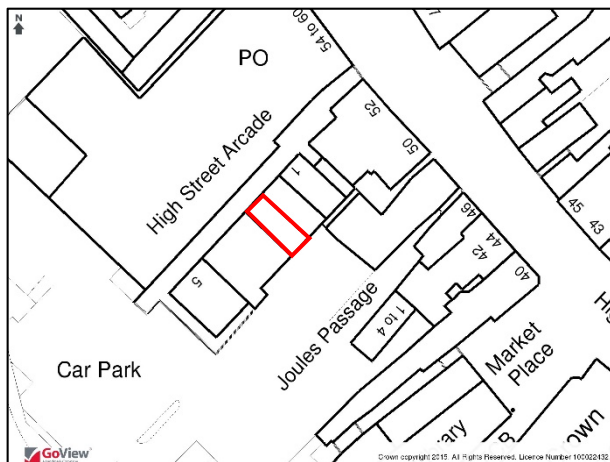 N
54 to 60
PO
52
50
High Street Arcade
1
46
44
42
40
45
43
5
Joules Passage
1 to 4
Market
Place
Car Park
GoView
Crown copyright 2015. All Rights Reserved. Licence Number 100022432